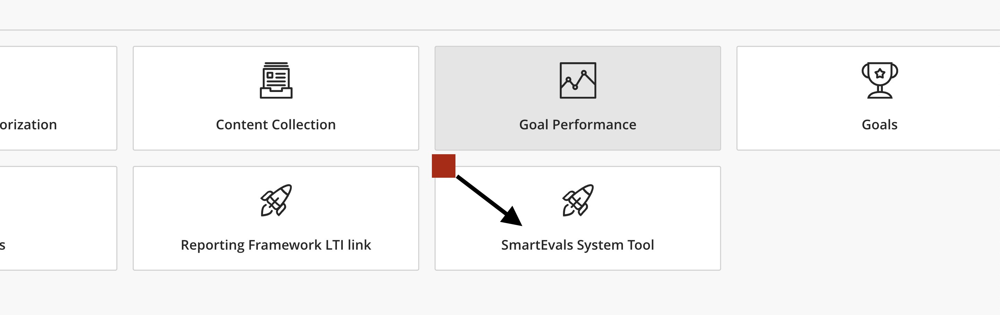 orization
Content Collection
Goal Performance
Goals
s
Reporting Framework LTI link
SmartEvals System Tool